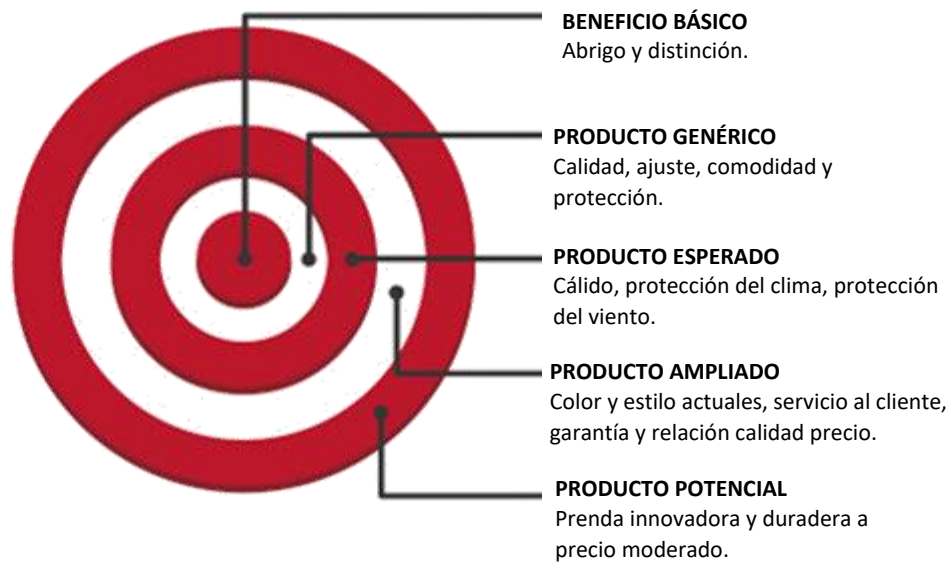 BENEFICIO BÁSICO
Abrigo y distinción.
PRODUCTO GENÉRICO
Calidad, ajuste, comodidad y
protección.
PRODUCTO ESPERADO
Cálido, protección del clima, protección
del viento.
PRODUCTO AMPLIADO
Color y estilo actuales, servicio al cliente,
garantía y relación calidad precio.
PRODUCTO POTENCIAL
Prenda innovadora y duradera a
precio moderado.